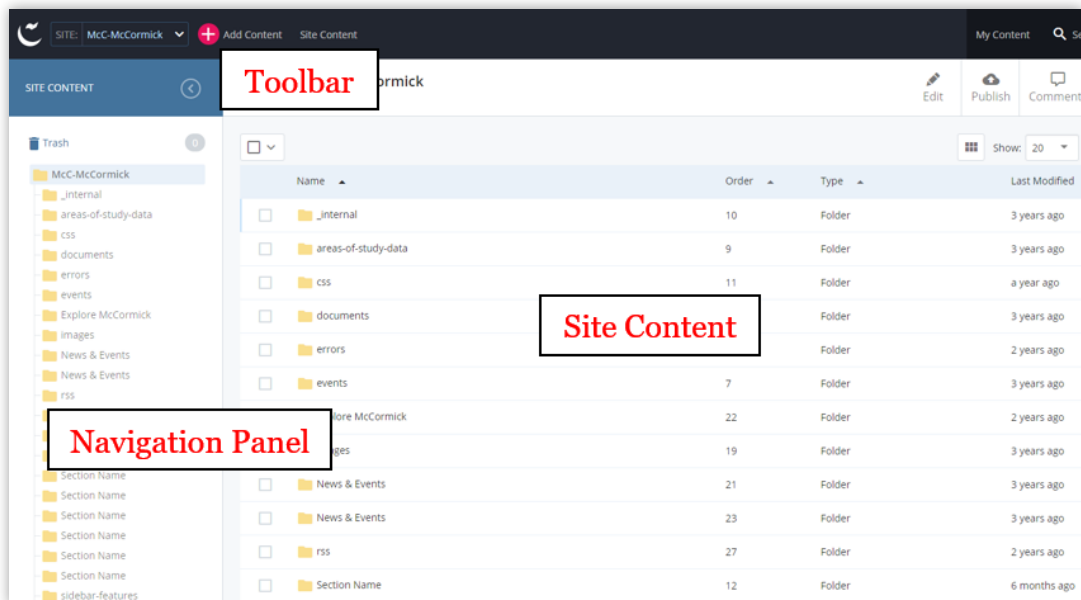 SITE: McC-McCormick Add Content Site Content My Content
SITE CONTENT
Toolbar
Edit Publish Comment
Trash 0
Show: 20
McC-McCormick
_internal
areas-of-study-data
css
documents
errors
events
Explore McCormick
images
News & Events
News & Events
rss
Navigation Panel
Section Name
Section Name
Section Name
Section Name
Section Name
Section Name
sidebar-features
Name Order Type Last Modified
_internal 10 Folder 3 years ago
areas-of-study-data 9 Folder 3 years ago
css 11 Folder a year ago
documents Folder 3 years ago
Site Content
errors Folder 2 years ago
events 7 Folder 3 years ago
McCormick 22 Folder 2 years ago
19 Folder 3 years ago
News & Events 21 Folder 3 years ago
News & Events 23 Folder 3 years ago
rss 27 Folder 2 years ago
Section Name 12 Folder 6 months ago